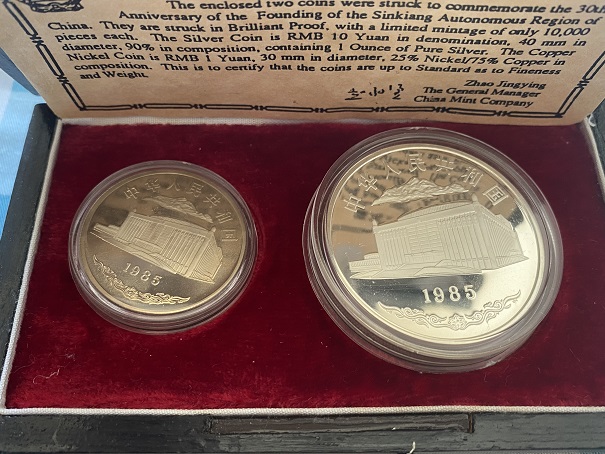 The enclosed two coins were struck to commemorate the 30th
Anniversary of the Founding of the Sinkiang Autonomous Region of
China. They are struck in Brilliant Proof, with a limited mintage of only 10,000
pieces each. The Silver Coin is RMB 10 Yuan in denomination, 40 mm in
diameter, 90% in composition, containing 1 Ounce of Pure Silver. The Copper
Nickel Coin is RMB 1 Yuan, 30 mm in diameter, 25% Nickel/75% Copper in
composition. This is to certify that the coins are up to Standard as to Fineness
and Weight.
Zhao Jingying
The General Manager
China Mint Company
中华人民共和国
1985
中华人民共和国
1985